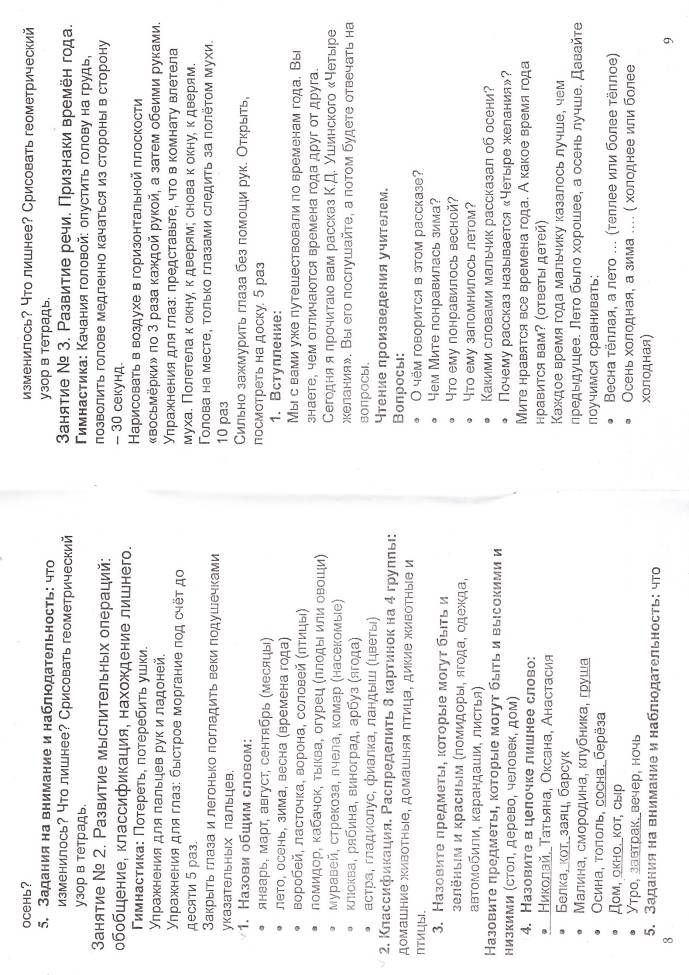 осень?
5. Задания на внимание и наблюдательность: что
изменилось? Что лишнее? Срисовать геометрический
узор в тетрадь.
Занятие № 2. Развитие мыслительных операций:
обобщение, классификация, нахождение лишнего.
Гимнастика: Потереть, потеребить ушки.
Упражнения для пальцев рук и ладоней.
Упражнения для глаз: быстрое моргание под счёт до
десяти 5 раз.
Закрыть глаза и легонько погладить веки подушечками
указательных пальцев.
1. Назови общим словом:
• январь, март, август, сентябрь (месяцы)
• лето, осень, зима, весна (времена года)
• воробей, ласточка, ворона, соловей (птицы)
• помидор, кабачок, тыква, огурец (плоды или овощи)
• муравей, стрекоза, пчела, комар (насекомые)
• клюква, рябина, виноград, арбуз (ягода)
• астра, гладиолус, фиалка, ландыш (цветы)
2. Классификация. Распределить 8 картинок на 4 группы:
домашние животные, домашняя птица, дикие животные и
птицы.
3. Назовите предметы, которые могут быть и
зелёным и красным (помидоры, ягода, одежда,
автомобили, карандаши, листья)
Назовите предметы, которые могут быть и высокими и
низкими (стол, дерево, человек, дом)
4. Назовите в цепочке лишнее слово:
• Николай, Татьяна, Оксана, Анастасия
• Белка, кот, заяц, барсук
• Малина, смородина, клубника, груша
• Осина, тополь, сосна, берёза
• Дом, окно, кот, сыр
• Утро, завтрак, вечер, ночь
5. Задания на внимание и наблюдательность: что
8
изменилось? Что лишнее? Срисовать геометрический
узор в тетрадь.
Занятие № 3. Развитие речи. Признаки времён года.
Гимнастика: Качания головой: опустить голову на грудь,
позволить голове медленно качаться из стороны в сторону
– 30 секунд.
Нарисовать в воздухе в горизонтальной плоскости
«восьмёрки» по 3 раза каждой рукой, а затем обеими руками.
Упражнения для глаз: представьте, что в комнату влетела
муха. Полетела к окну, к дверям; снова к окну, к дверям.
Голова на месте, только глазами следить за полётом мухи.
10 раз
Сильно зажмурить глаза без помощи рук. Открыть,
посмотреть на доску. 5 раз
1. Вступление:
Мы с вами уже путешествовали по временам года. Вы
знаете, чем отличаются времена года друг от друга.
Сегодня я прочитаю вам рассказ К.Д. Ушинского «Четыре
желания». Вы его послушайте, а потом будете отвечать на
вопросы.
Чтение произведения учителем.
Вопросы:
• О чём говорится в этом рассказе?
• Чем Мите понравилась зима?
• Что ему понравилось весной?
• Что ему запомнилось летом?
• Какими словами мальчик рассказал об осени?
• Почему рассказ называется «Четыре желания»?
Мите нравятся все времена года. А какое время года
нравится вам? (ответы детей)
Каждое время года мальчику казалось лучше, чем
предыдущее. Лето было хорошее, а осень лучше. Давайте
поучимся сравнивать:
• Весна тёплая, а лето … (теплее или более тёплое)
• Осень холодная, а зима …. ( холоднее или более
холодная)
9